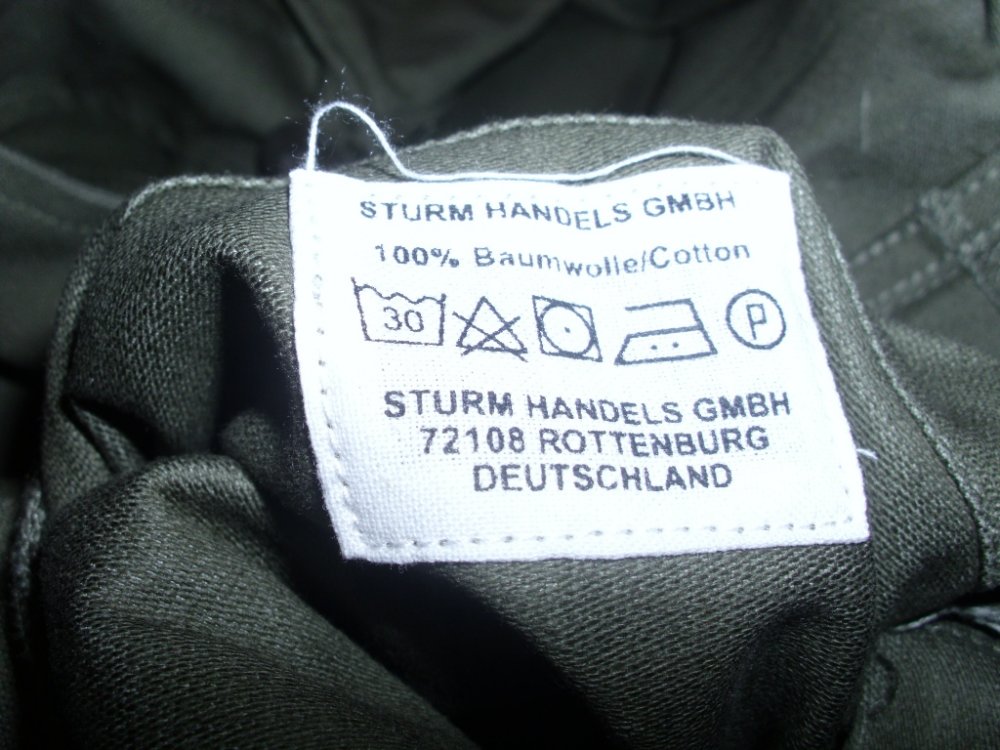 STURM HANDELS GMBH
100% Baumwolle/Cotton
30 P
STURM HANDELS GMBH
72108 ROTTENBURG
DEUTSCHLAND